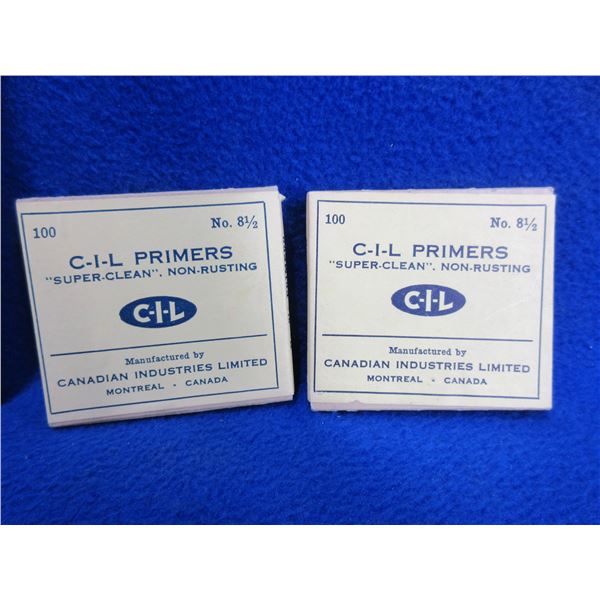 100 No. 8½
C-I-L PRIMERS
"SUPER-CLEAN", NON-RUSTING
C-I-L
Manufactured by
CANADIAN INDUSTRIES LIMITED
MONTREAL - CANADA
100 No. 8½
C-I-L PRIMERS
"SUPER-CLEAN", NON-RUSTING
C-I-L
Manufactured by
CANADIAN INDUSTRIES LIMITED
MONTREAL - CANADA